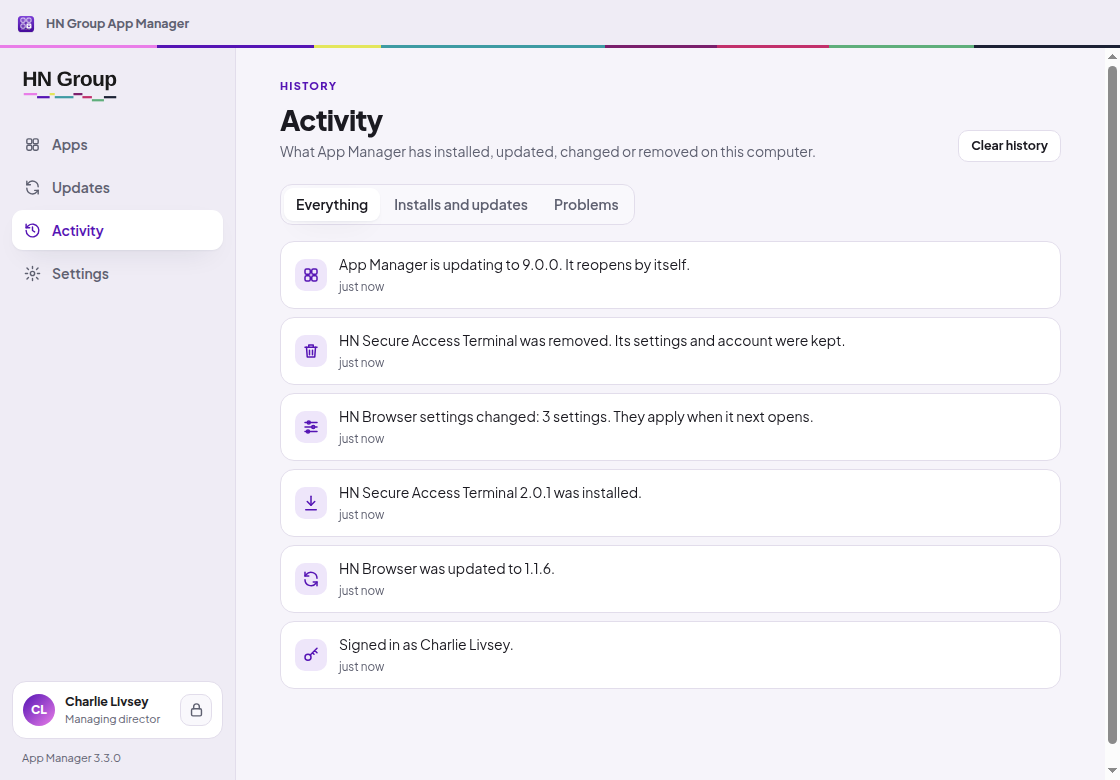 HN Group App Manager
HN Group
Apps
Updates
Activity
Settings
HISTORY
Activity
What App Manager has installed, updated, changed or removed on this computer.
Clear history
Everything
Installs and updates
Problems
App Manager is updating to 9.0.0. It reopens by itself.
just now
HN Secure Access Terminal was removed. Its settings and account were kept.
just now
HN Browser settings changed: 3 settings. They apply when it next opens.
just now
HN Secure Access Terminal 2.0.1 was installed.
just now
HN Browser was updated to 1.1.6.
just now
Signed in as Charlie Livsey.
just now
CL
Charlie Livsey
Managing director
App Manager 3.3.0